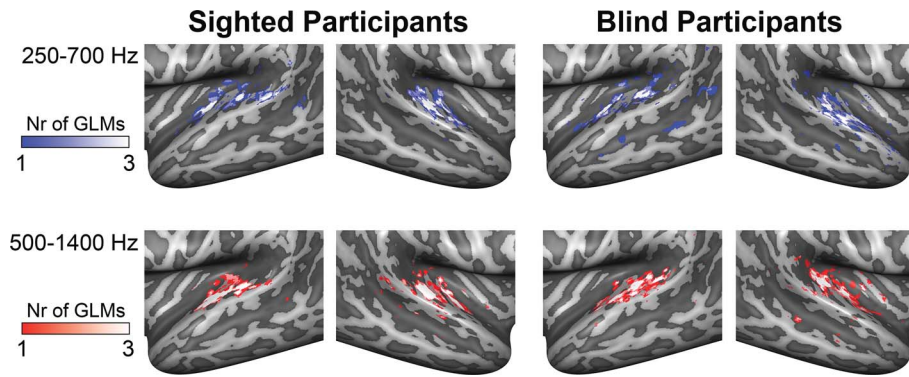 Sighted Participants
Blind Participants
250-700 Hz
Nr of GLMs
1 3
500-1400 Hz
Nr of GLMs
1 3